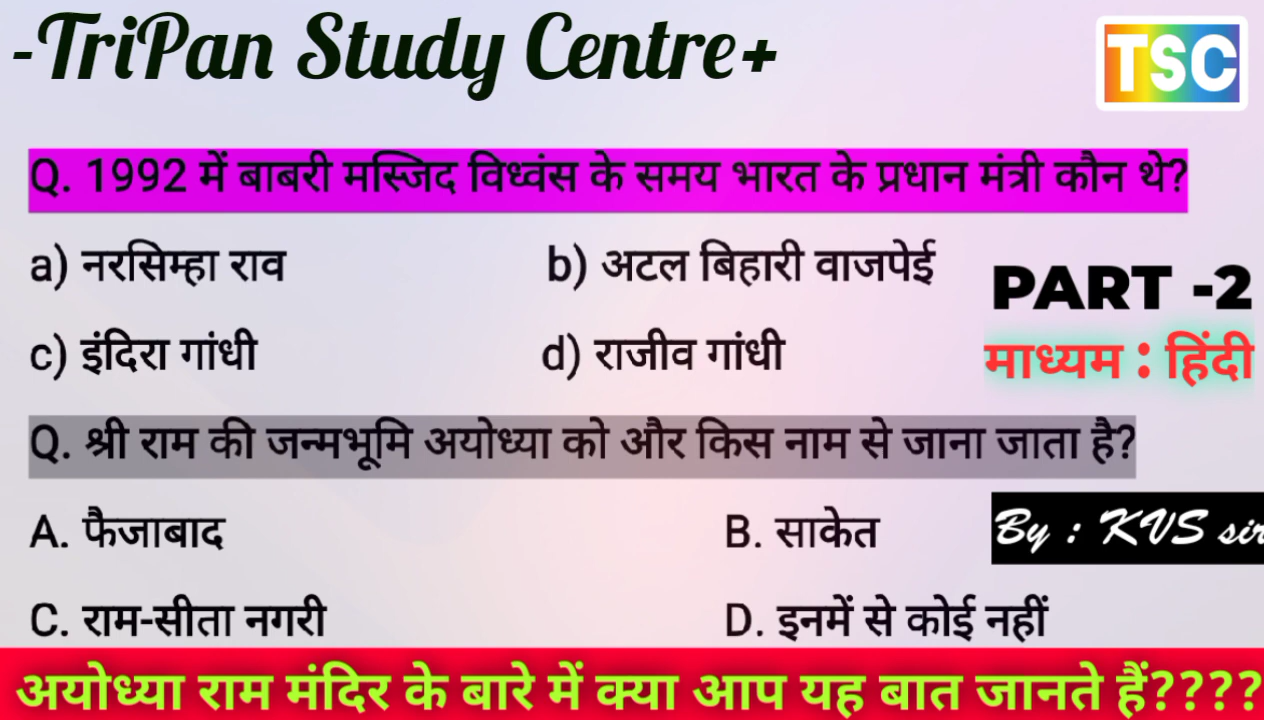 -TriPan Study Centre+
TSC
Q. 1992 में बाबरी मस्जिद विध्वंस के समय भारत के प्रधान मंत्री कौन थे?
a) नरसिम्हा राव
b) अटल बिहारी वाजपेई
c) इंदिरा गांधी
d) राजीव गांधी
PART -2
माध्यम : हिंदी
Q. श्री राम की जन्मभूमि अयोध्या को और किस नाम से जाना जाता है?
A. फैजाबाद
B. साकेत
By : KVS sir
C. राम-सीता नगरी
D. इनमें से कोई नहीं
अयोध्या राम मंदिर के बारे में क्या आप यह बात जानते हैं????